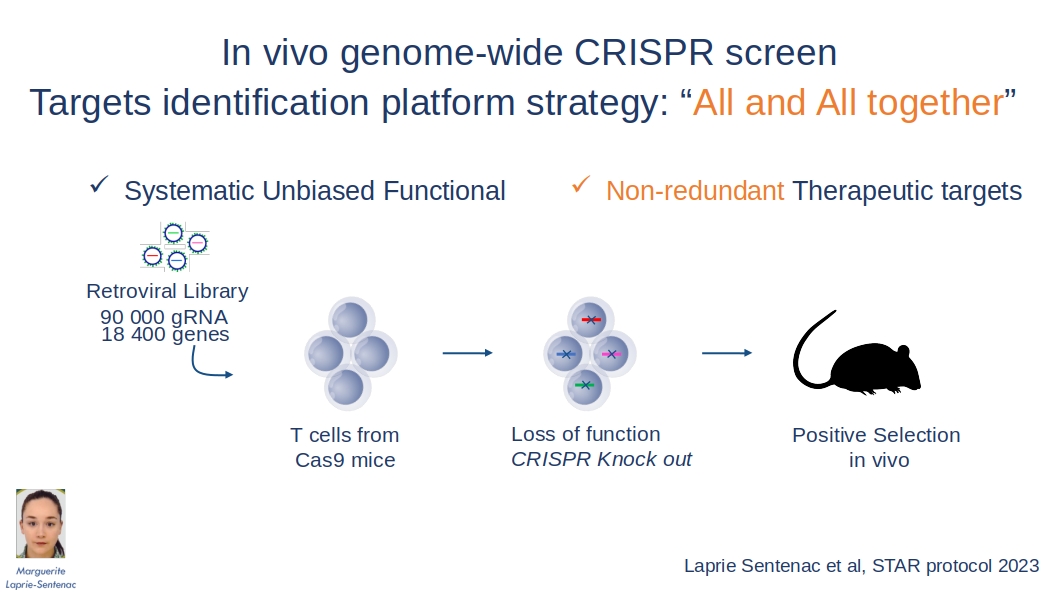 In vivo genome-wide CRISPR screen
Targets identification platform strategy: “All and All together”
✓ Systematic Unbiased Functional
✓ Non-redundant Therapeutic targets
Retroviral Library
90 000 gRNA
18 400 genes
T cells from
Cas9 mice
Loss of function
CRISPR Knock out
Positive Selection
in vivo
Marguerite
Laprie-Sentenac
Laprie Sentenac et al, STAR protocol 2023